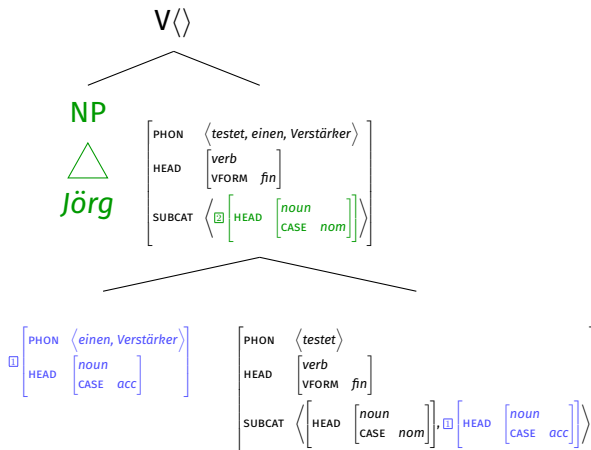 V⟨⟩
NP
Jörg
PHON ⟨testet, einen, Verstärker⟩
HEAD verb
VFORM fin
SUBCAT ⟨ 2 HEAD noun
CASE nom ⟩
1 PHON ⟨einen, Verstärker⟩
HEAD noun
CASE acc
PHON ⟨testet⟩
HEAD verb
VFORM fin
SUBCAT ⟨ HEAD noun
CASE nom , 1 HEAD noun
CASE acc ⟩